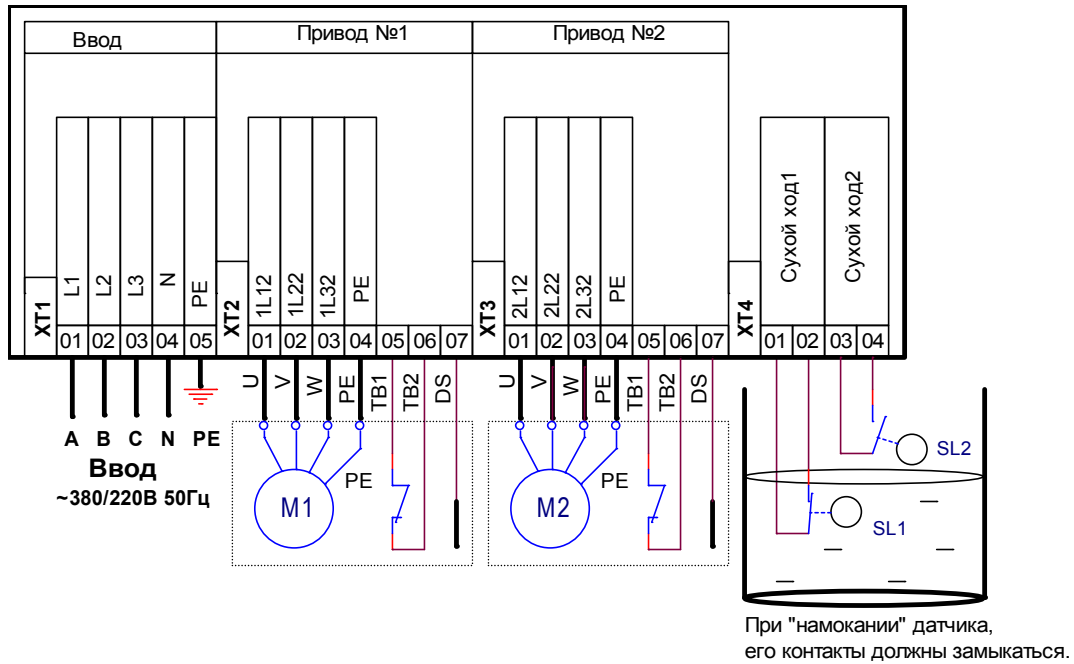 Ввод Привод №1 Привод №2
XT1 L1 L2 L3 N PE XT2 1L12 1L22 1L32 PE XT3 2L12 2L22 2L32 PE XT4 Сухой ход1 Сухой ход2
01 02 03 04 05 01 02 03 04 05 06 07 01 02 03 04 05 06 07 01 02 03 04
U V W PE TB1 TB2 DS U V W PE TB1 TB2 DS
A B C N PE
Ввод
~380/220В 50Гц
M1 PE M2 PE
SL2
SL1
При "намокании" датчика,
его контакты должны замыкаться.